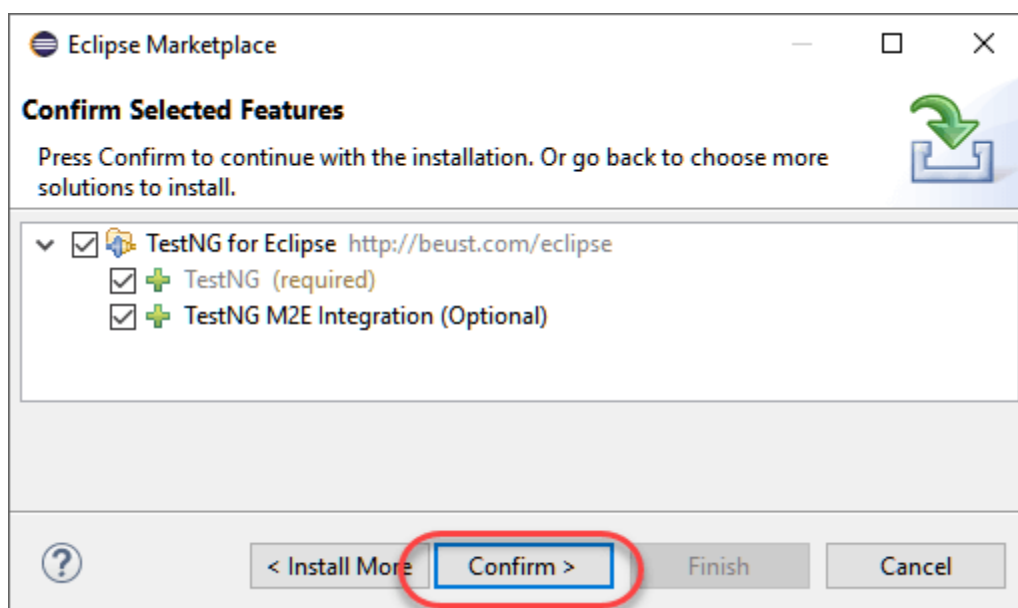 Eclipse Marketplace
Confirm Selected Features
Press Confirm to continue with the installation. Or go back to choose more
solutions to install.
TestNG for Eclipse http://beust.com/eclipse
TestNG (required)
TestNG M2E Integration (Optional)
?
< Install More Confirm > Finish Cancel